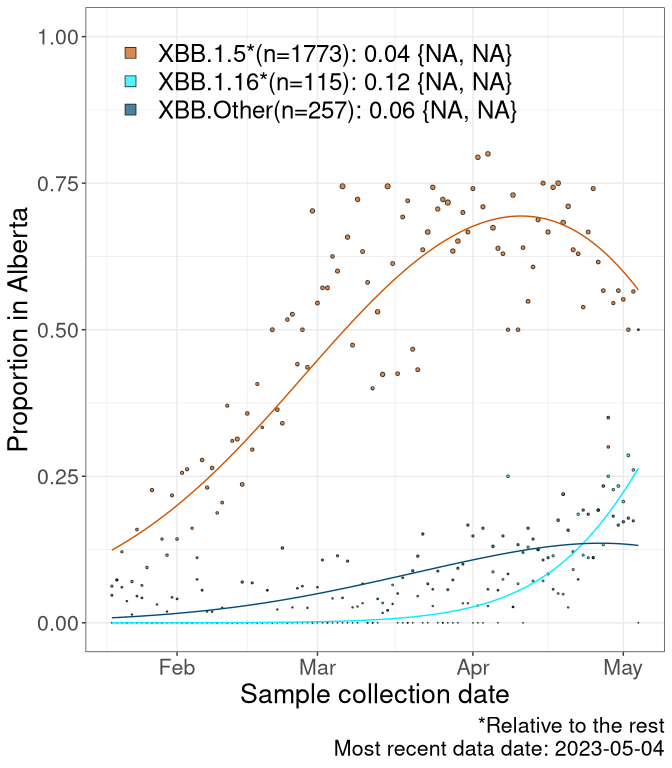 1.00
XBB.1.5*(n=1773): 0.04 {NA, NA}
XBB.1.16*(n=115): 0.12 {NA, NA}
XBB.Other(n=257): 0.06 {NA, NA}
0.75
0.50
0.25
0.00
Proportion in Alberta
Feb Mar Apr May
Sample collection date
*Relative to the rest
Most recent data date: 2023-05-04